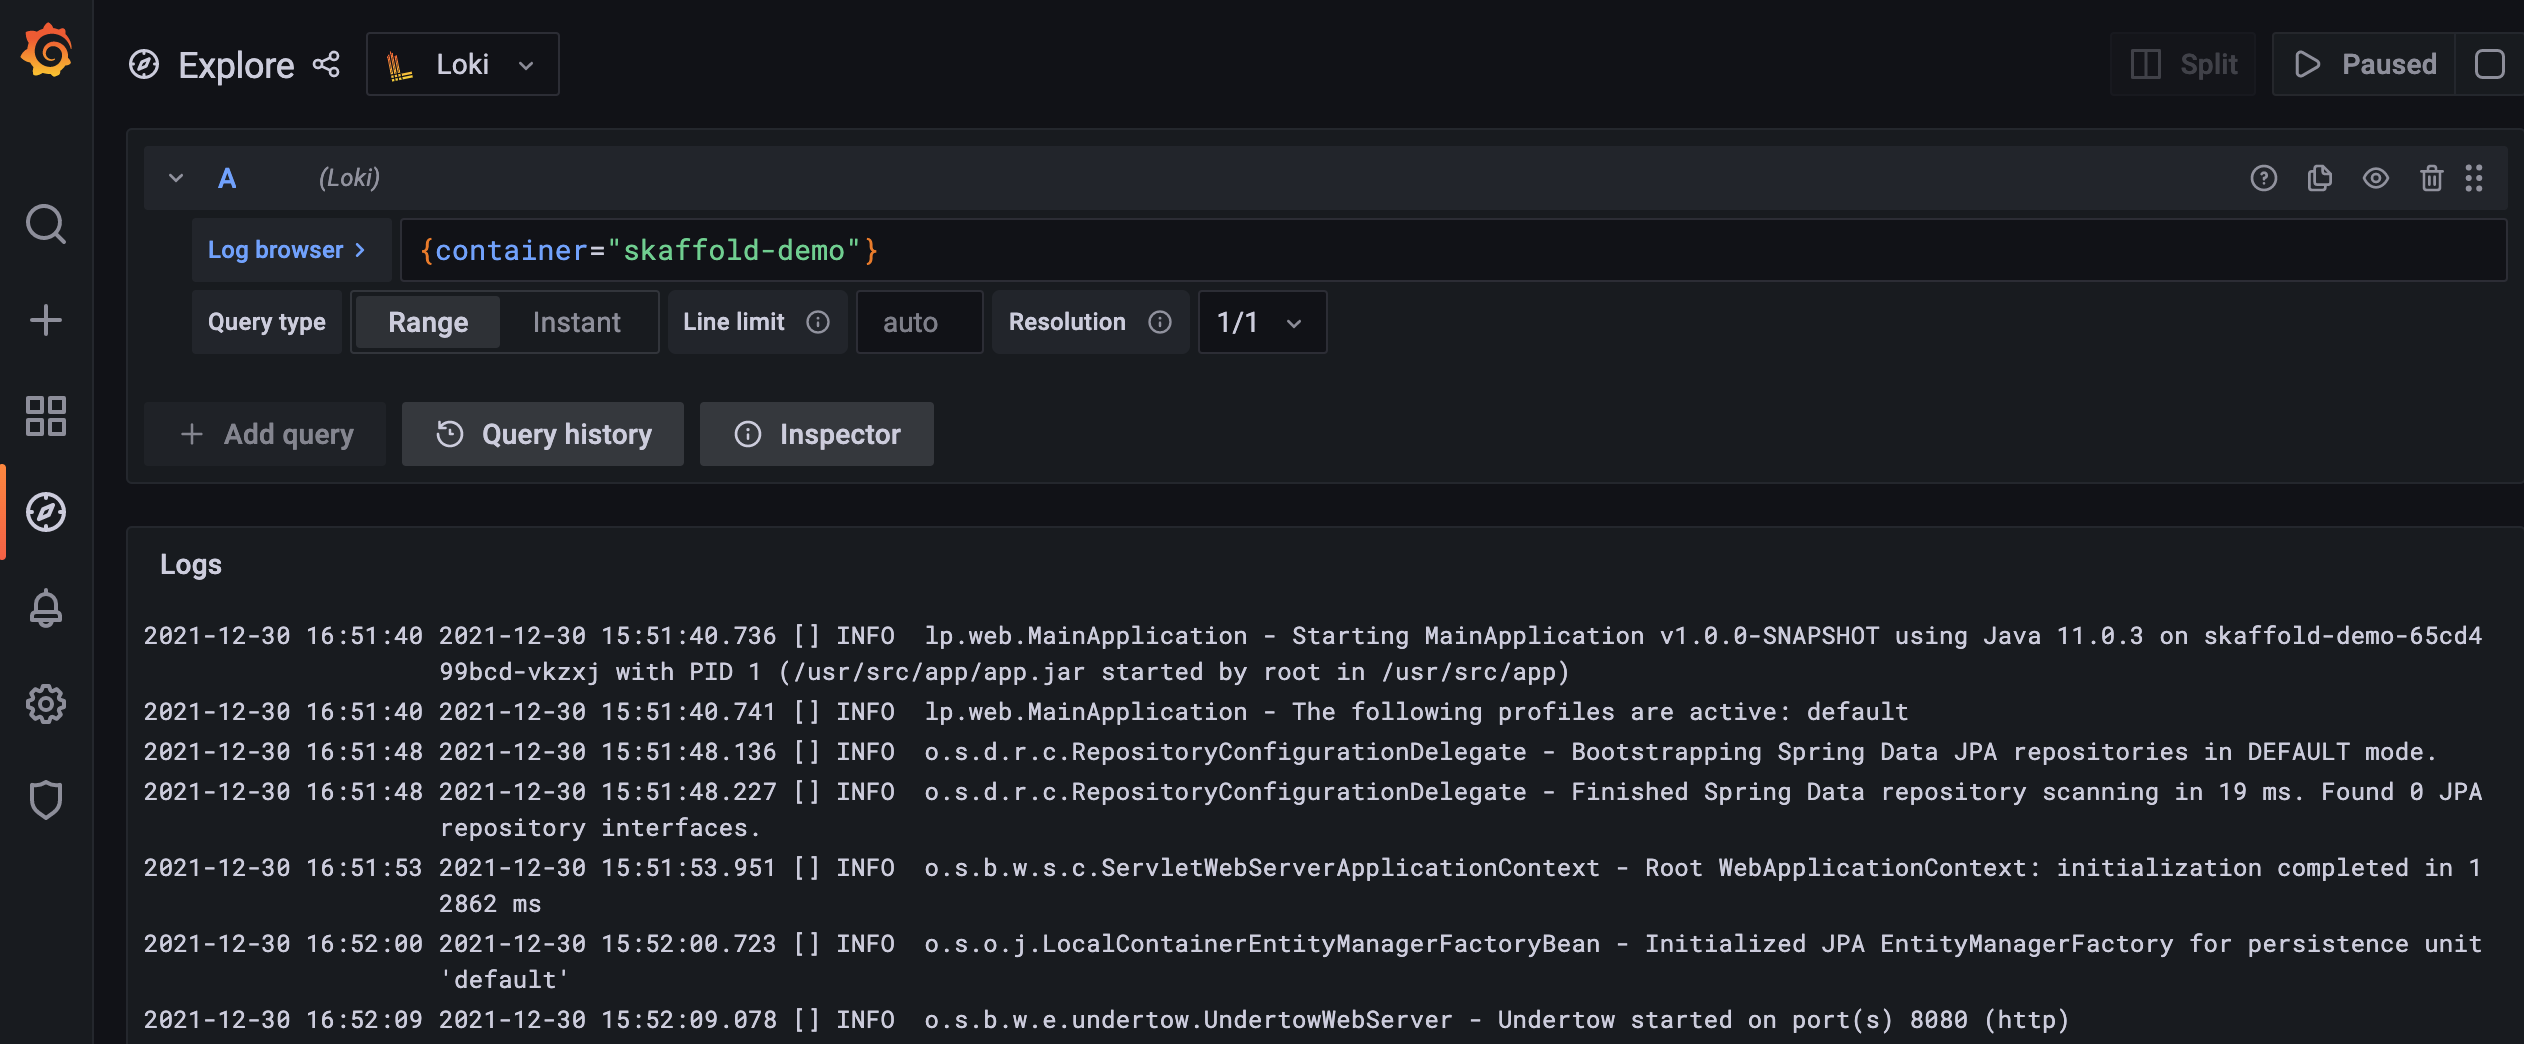 Explore Loki Split Paused
A (Loki)
Log browser > {container="skaffold-demo"}
Query type Range Instant Line limit auto Resolution 1/1
+ Add query Query history Inspector
Logs
2021-12-30 16:51:40 2021-12-30 15:51:40.736 [] INFO  lp.web.MainApplication - Starting MainApplication v1.0.0-SNAPSHOT using Java 11.0.3 on skaffold-demo-65cd4
99bcd-vkzxj with PID 1 (/usr/src/app/app.jar started by root in /usr/src/app)
2021-12-30 16:51:40 2021-12-30 15:51:40.741 [] INFO  lp.web.MainApplication - The following profiles are active: default
2021-12-30 16:51:48 2021-12-30 15:51:48.136 [] INFO  o.s.d.r.c.RepositoryConfigurationDelegate - Bootstrapping Spring Data JPA repositories in DEFAULT mode.
2021-12-30 16:51:48 2021-12-30 15:51:48.227 [] INFO  o.s.d.r.c.RepositoryConfigurationDelegate - Finished Spring Data repository scanning in 19 ms. Found 0 JPA
repository interfaces.
2021-12-30 16:51:53 2021-12-30 15:51:53.951 [] INFO  o.s.b.w.s.c.ServletWebServerApplicationContext - Root WebApplicationContext: initialization completed in 1
2862 ms
2021-12-30 16:52:00 2021-12-30 15:52:00.723 [] INFO  o.s.o.j.LocalContainerEntityManagerFactoryBean - Initialized JPA EntityManagerFactory for persistence unit
'default'
2021-12-30 16:52:09 2021-12-30 15:52:09.078 [] INFO  o.s.b.w.e.undertow.UndertowWebServer - Undertow started on port(s) 8080 (http)